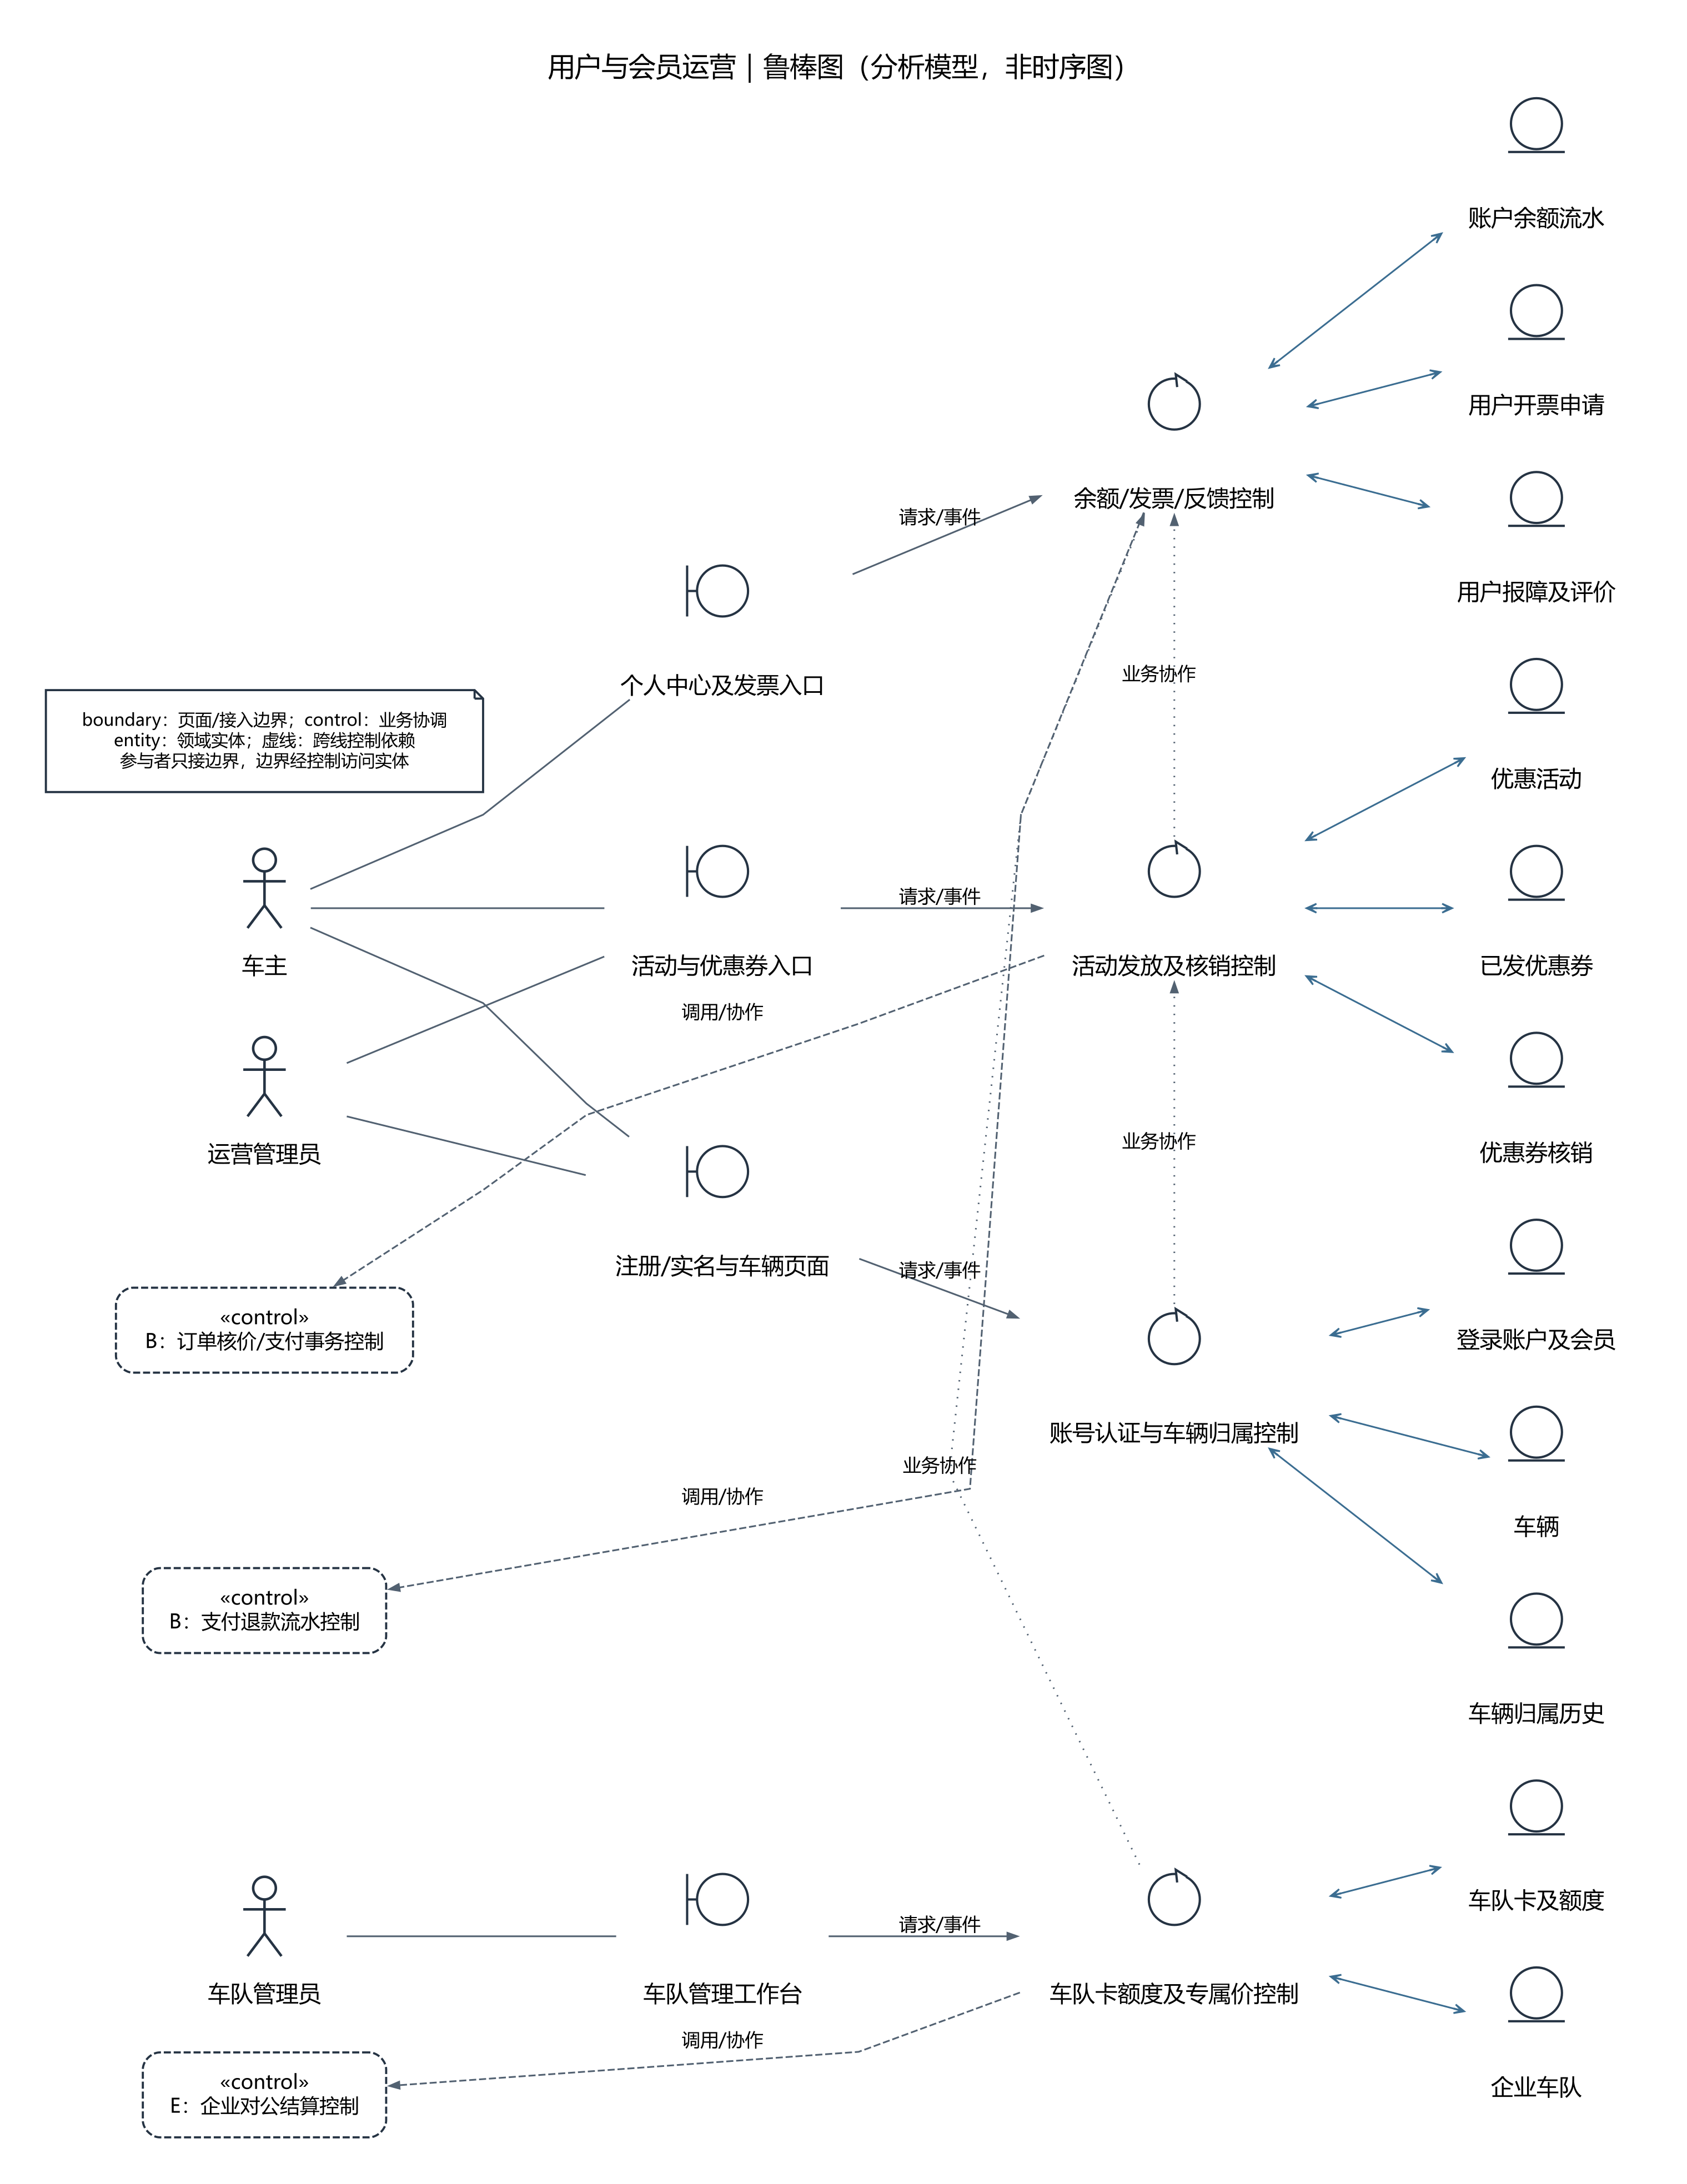 用户与会员运营 | 鲁棒图（分析模型，非时序图）
账户余额流水
用户开票申请
余额/发票/反馈控制
请求/事件
用户报障及评价
业务协作
个人中心及发票入口
boundary：页面/接入边界；control：业务协调
entity：领域实体；虚线：跨线控制依赖
参与者只接边界，边界经控制访问实体
优惠活动
请求/事件
车主
活动与优惠券入口
活动发放及核销控制
已发优惠券
调用/协作
业务协作
运营管理员
优惠券核销
注册/实名与车辆页面
请求/事件
«control»
B：订单核价/支付事务控制
登录账户及会员
账号认证与车辆归属控制
业务协作
调用/协作
车辆
«control»
B：支付退款流水控制
车辆归属历史
车队卡及额度
请求/事件
车队管理员
车队管理工作台
车队卡额度及专属价控制
调用/协作
«control»
E：企业对公结算控制
企业车队